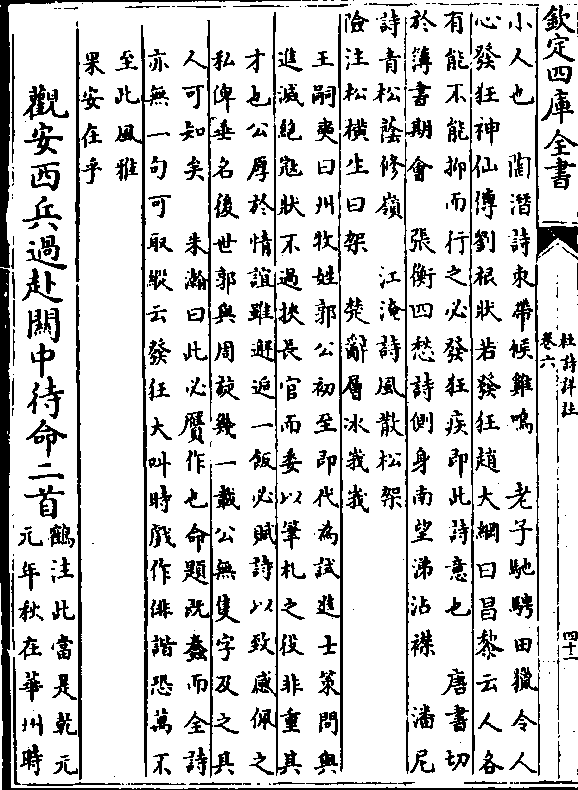 欽定四庫全書
杜詩詳註
卷六
四十一
小人也　陶潛詩束帶候雞鳴　老子馳騁田獵令人
心發狂神仙傳劉根狀若發狂趙大綱曰昌黎云人各
有能不能抑而行之必發狂疾即此詩意也　唐書切
於簿書期會　張衡四愁詩側身南望涕沾襟　潘尼
詩青松蔭修嶺　江淹詩風散松架
險注松橫生曰架　楚辭層冰峩峩
王嗣奭曰州牧姓郭公初至即代為試進士策問與
進滅絶冦狀不過挟長官而委以筆札之役非重其
才也公厚於情誼雖邂逅一飯必賦詩以致感佩之
私俾垂名後世郭與周旋幾一載公無隻字及之其
人可知矣　朱瀚曰此必贋作也命題既蠢而全詩
亦無一句可取縱云發狂大叫時戲作俳諧恐萬不
至此風雅
果安在乎
觀安西兵過赴關中待命二首
鶴注此當是乾元
元年秋在華州時